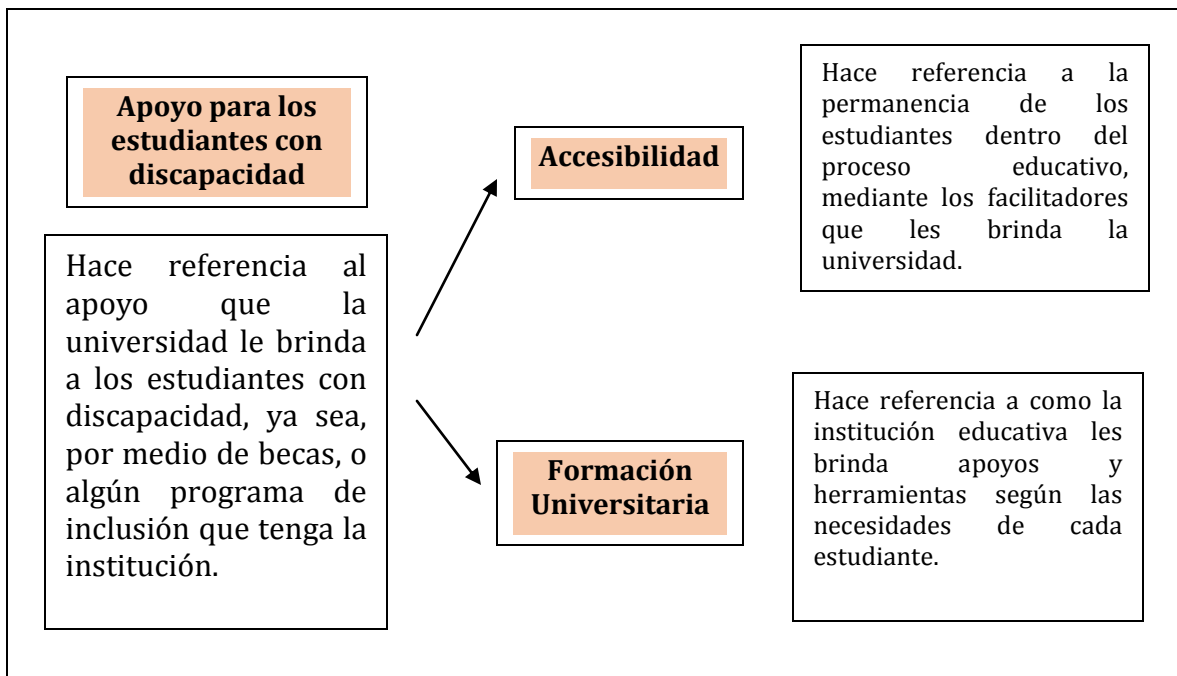 Apoyo para los
estudiantes con
discapacidad
Hace referencia al
apoyo que la
universidad le brinda
a los estudiantes con
discapacidad, ya sea,
por medio de becas, o
algún programa de
inclusión que tenga la
institución.
Accesibilidad
Hace referencia a la
permanencia de los
estudiantes dentro del
proceso educativo,
mediante los facilitadores
que les brinda la
universidad.
Formación
Universitaria
Hace referencia a como la
institución educativa les
brinda apoyos y
herramientas según las
necesidades de cada
estudiante.